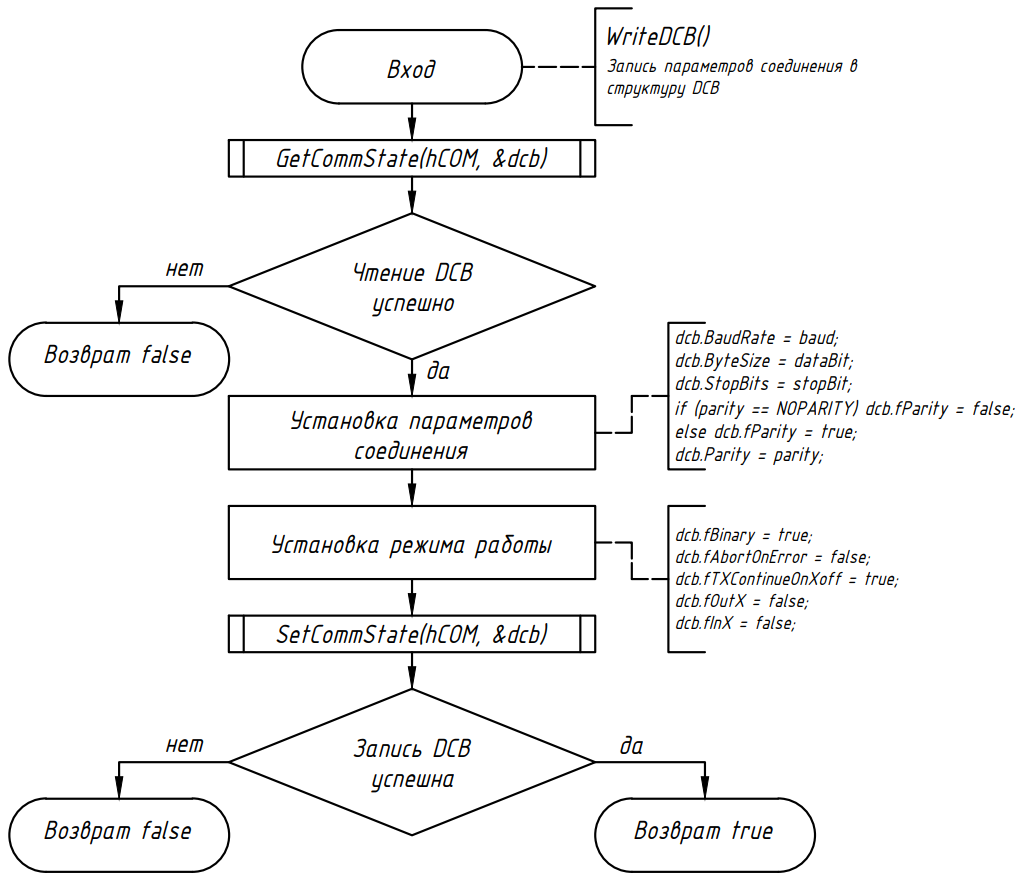 Вход
WriteDCB()
Запись параметров соединения в
структуру DCB
GetCommState(hCOM, &dcb)
Чтение DCB
успешно
нет
Возврат false
да
Установка параметров
соединения
dcb.BaudRate = baud;
dcb.ByteSize = dataBit;
dcb.StopBits = stopBit;
if (parity == NOPARITY) dcb.fParity = false;
else dcb.fParity = true;
dcb.Parity = parity;
Установка режима работы
dcb.fBinary = true;
dcb.fAbortOnError = false;
dcb.fTXContinueOnXoff = true;
dcb.fOutX = false;
dcb.fInX = false;
SetCommState(hCOM, &dcb)
Запись DCB
успешна
нет
да
Возврат false
Возврат true